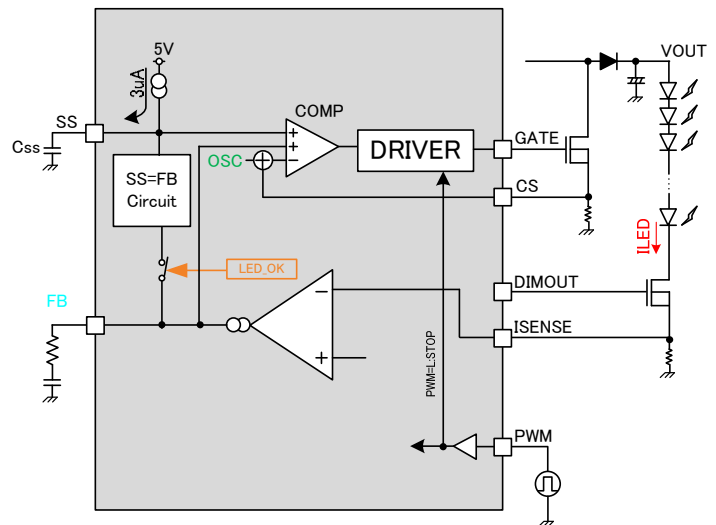 5V
3uA
SS
Css
COMP
OSC
DRIVER
SS=FB
Circuit
LED_OK
FB
PWM=L:STOP
GATE
CS
DIMOUT
ISENSE
PWM
VOUT
ILED